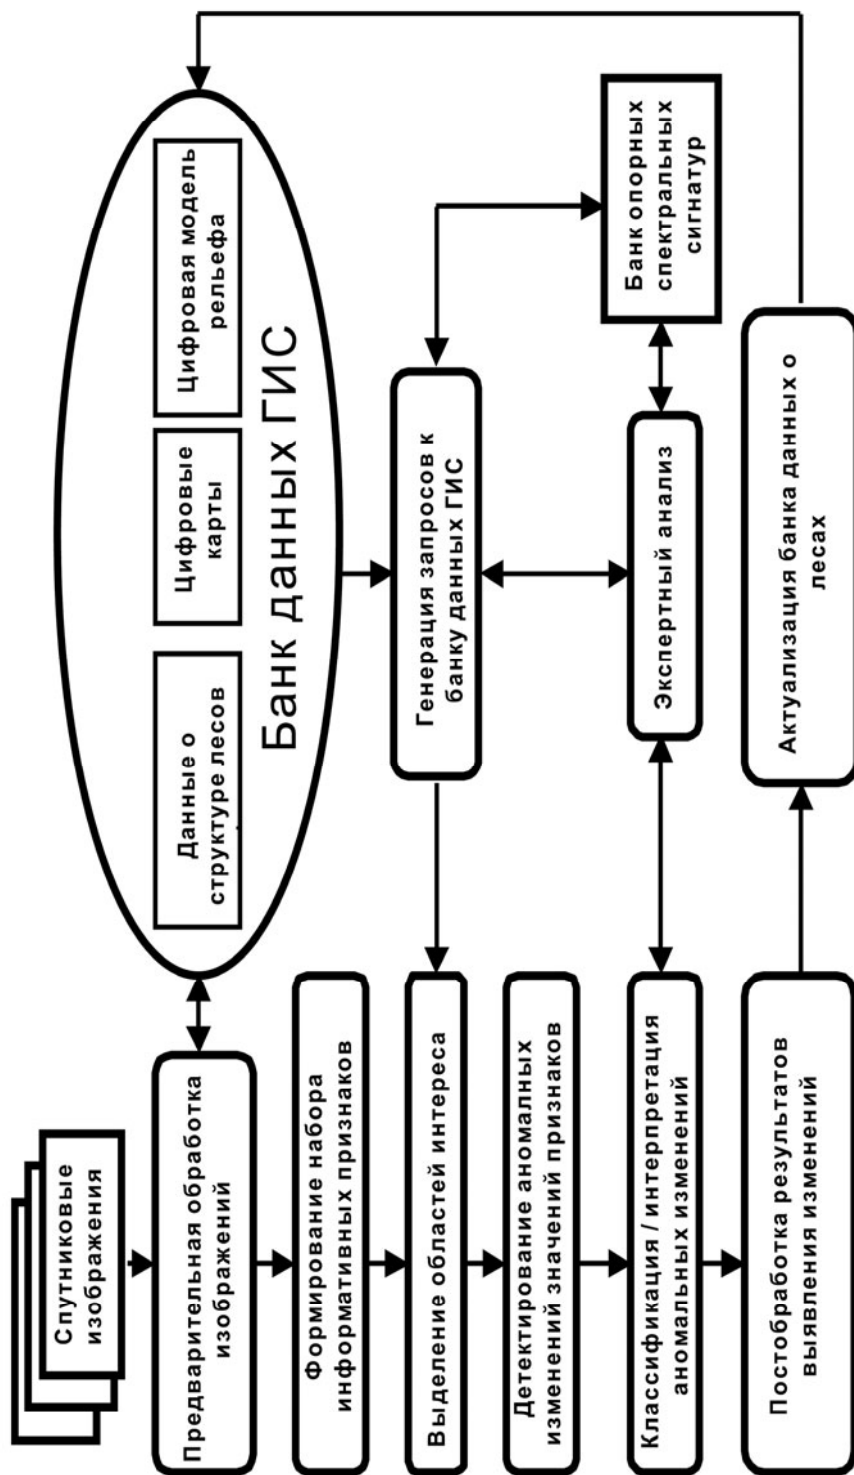 Спутниковые
изображения
Предварительная обработка
изображений
Формирование набора
информативных признаков
Выделение областей интереса
Детектирование аномалных
изменений значений признаков
Классификация / интерпретация
аномальных изменений
Постобработка результатов
выявления изменений
Данные о
структуре лесов
Цифровые
карты
Цифровая модель
рельефа
Банк данных ГИС
Генерация запросов к
банку данных ГИС
Экспертный анализ
Банк опорных
спектральных
сигнатур
Актуализация банка данных о
лесах